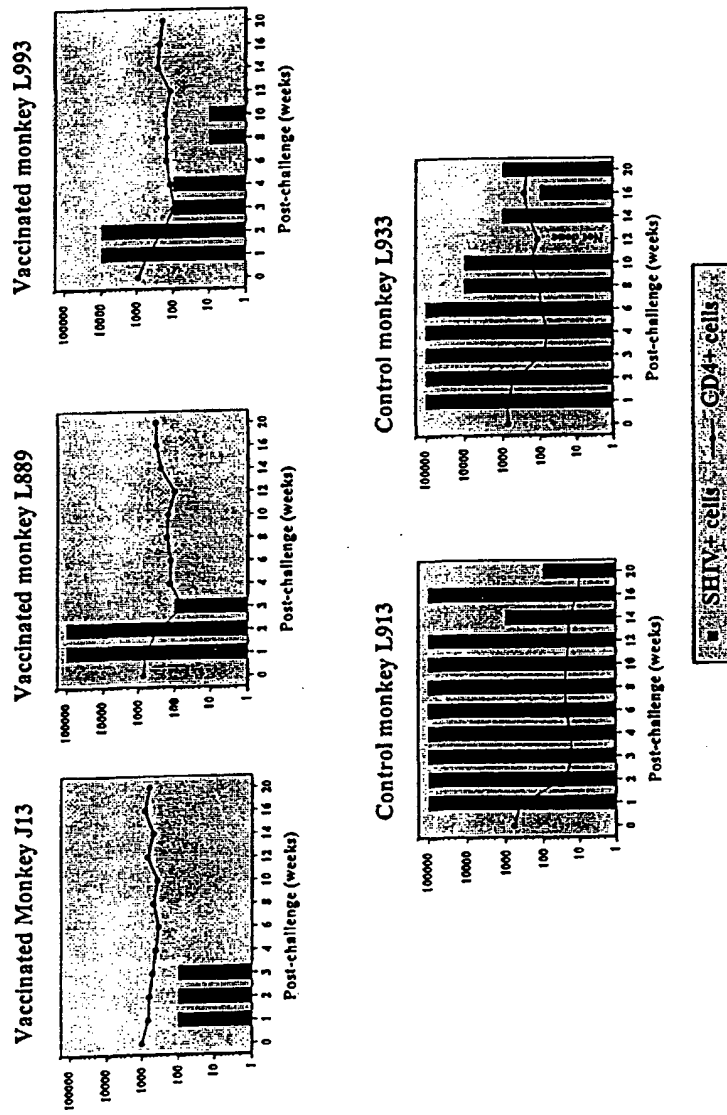 Vaccinated Monkey J13
100000
10000
1000
100
10
1
0 1 2 3 4 6 8 10 12 14 16 20
Post-challenge (weeks)
Vaccinated monkey L889
100000
10000
1000
100
10
1
0 1 2 3 4 6 8 10 12 14 16 20
Post-challenge (weeks)
Vaccinated monkey L993
100000
10000
1000
100
10
1
0 1 2 3 4 6 8 10 12 14 16 20
Post-challenge (weeks)
Control monkey L913
100000
10000
1000
100
10
1
0 1 2 3 4 6 8 10 12 14 16 20
Post-challenge (weeks)
Control monkey L933
100000
10000
1000
100
10
1
0 1 2 3 4 6 8 10 12 14 16 20
Post-challenge (weeks)
SHIV+ cells GD4+ cells